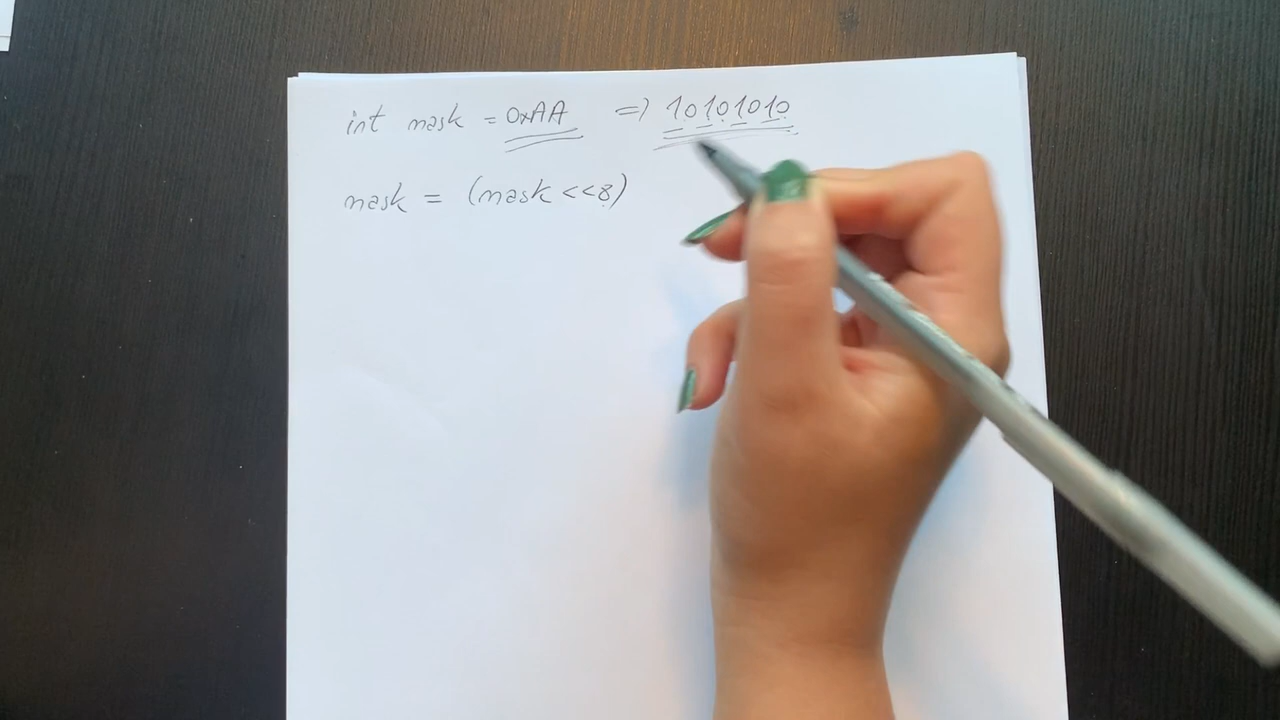 int mask = 0xAA => 10101010
mask = (mask <<8)